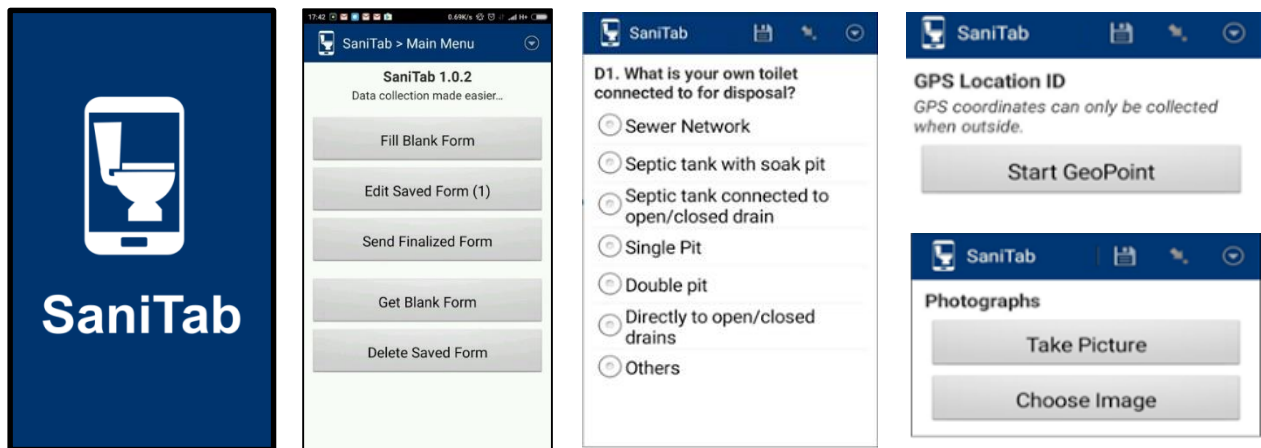 SaniTab
17:42
0.69K/s
H+
SaniTab > Main Menu
SaniTab 1.0.2
Data collection made easier...
Fill Blank Form
Edit Saved Form (1)
Send Finalized Form
Get Blank Form
Delete Saved Form
SaniTab
D1. What is your own toilet
connected to for disposal?
Sewer Network
Septic tank with soak pit
Septic tank connected to
open/closed drain
Single Pit
Double pit
Directly to open/closed
drains
Others
SaniTab
GPS Location ID
GPS coordinates can only be collected
when outside.
Start GeoPoint
SaniTab
Photographs
Take Picture
Choose Image